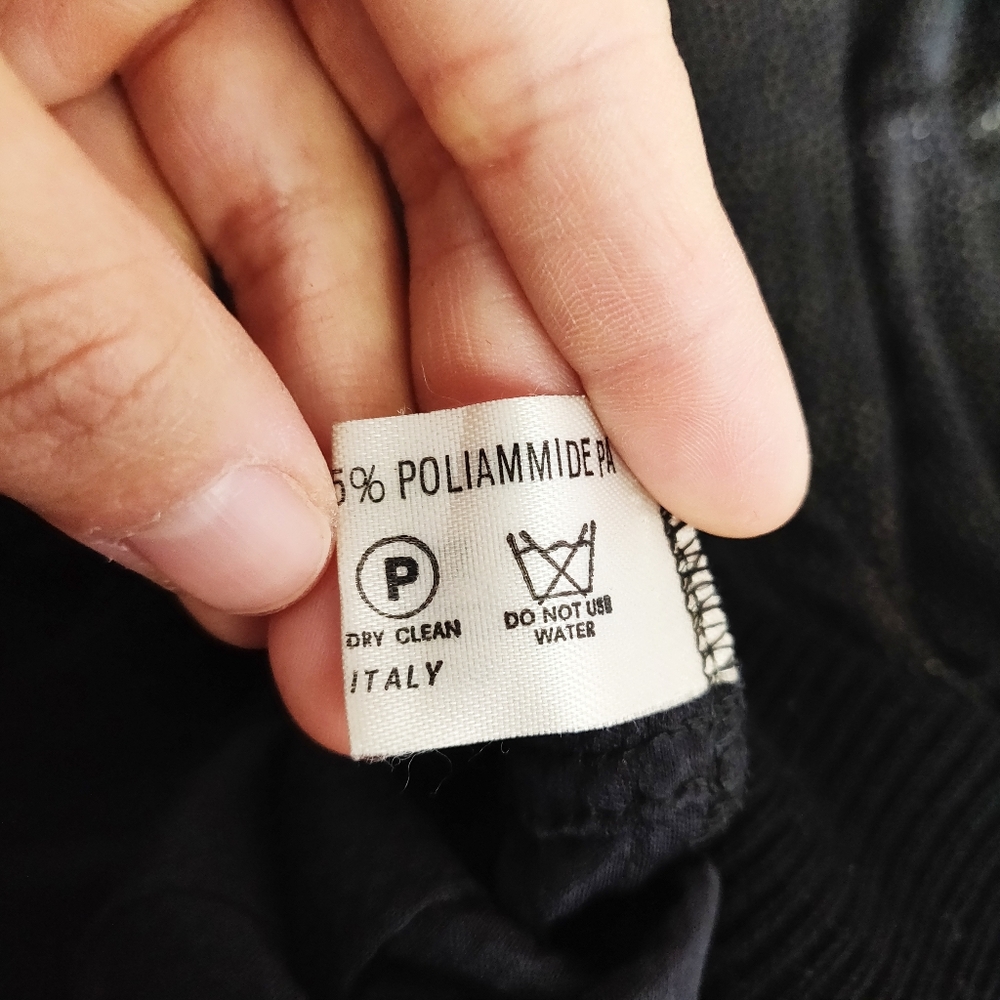 5% POLIAMMIDE PA
P
DRY CLEAN
DO NOT USE
WATER
ITALY